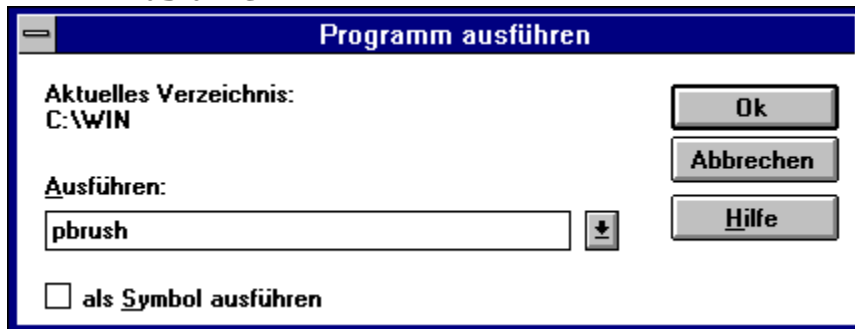 Programm ausführen
Aktuelles Verzeichnis:
C:\WIN
Ok
Abbrechen
Ausführen:
pbrush
Hilfe
als Symbol ausführen